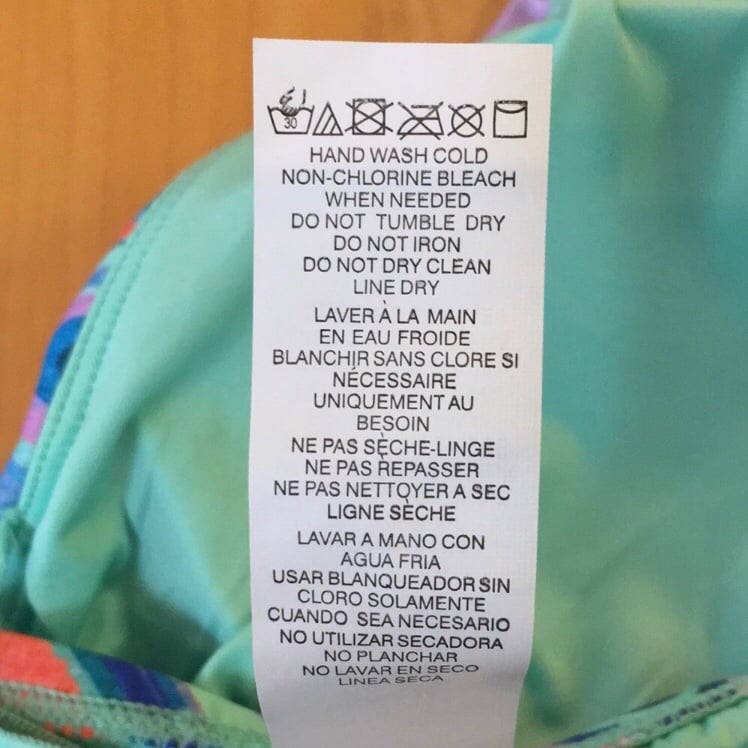 30
HAND WASH COLD
NON-CHLORINE BLEACH
WHEN NEEDED
DO NOT TUMBLE DRY
DO NOT IRON
DO NOT DRY CLEAN
LINE DRY
LAVER À LA MAIN
EN EAU FROIDE
BLANCHIR SANS CLORE SI
NÉCESSAIRE
UNIQUEMENT AU
BESOIN
NE PAS SÈCHE-LINGE
NE PAS REPASSER
NE PAS NETTOYER A SEC
LIGNE SÈCHE
LAVAR A MANO CON
AGUA FRIA
USAR BLANQUEADOR SIN
CLORO SOLAMENTE
CUANDO SEA NECESARIO
NO UTILIZAR SECADORA
NO PLANCHAR
NO LAVAR EN SECO
LINEA SECA